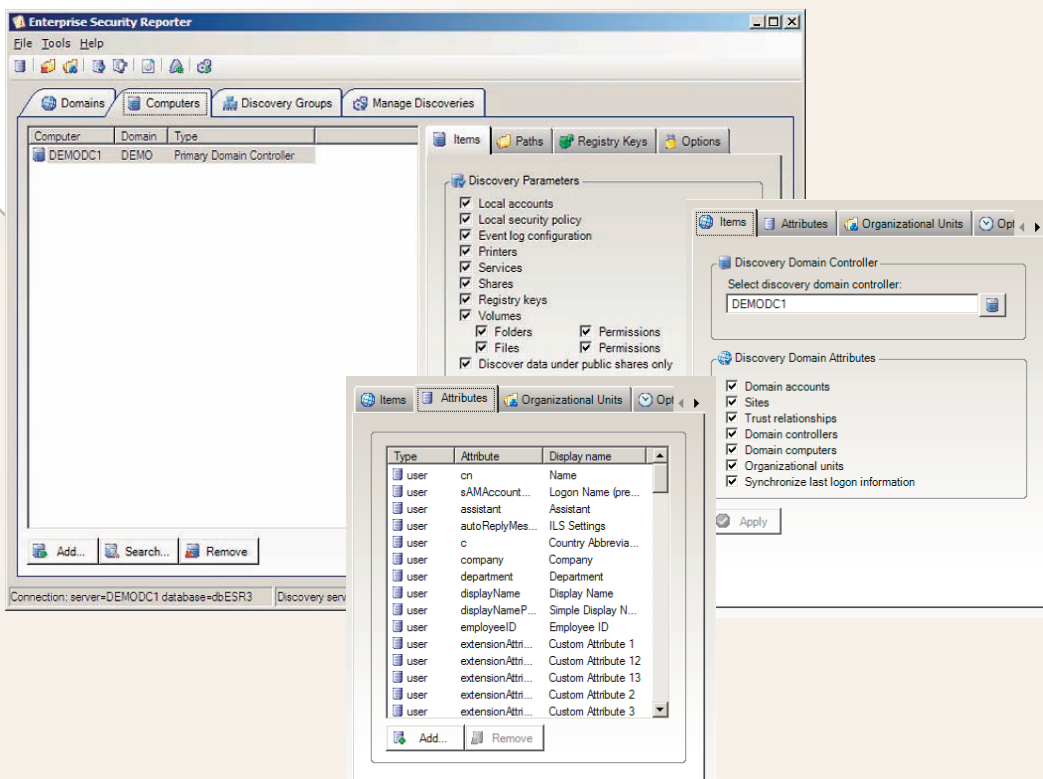 Enterprise Security Reporter
File Tools Help
Domains Computers Discovery Groups Manage Discoveries
Computer Domain Type
DEMODC1 DEMO Primary Domain Controller
Items Paths Registry Keys Options
Discovery Parameters
Local accounts
Local security policy
Event log configuration
Printers
Services
Shares
Registry keys
Volumes
Folders Permissions
Files Permissions
Discover data under public shares only
Add... Search... Remove
Connection: server=DEMODC1 database=dbESR3 Discovery serv
Items Attributes Organizational Units Opt
Discovery Domain Controller
Select discovery domain controller:
DEMODC1
Discovery Domain Attributes
Domain accounts
Sites
Trust relationships
Domain controllers
Domain computers
Organizational units
Synchronize last logon information
Apply
Items Attributes Organizational Units Opt
Type Attribute Display name
user cn Name
user sAMAccount... Logon Name (pre...
user assistant Assistant
user autoReplyMes... ILS Settings
user c Country Abbrevia...
user company Company
user department Department
user displayName Display Name
user displayNameP... Simple Display N...
user employeeID Employee ID
user extensionAttri... Custom Attribute 1
user extensionAttri... Custom Attribute 12
user extensionAttri... Custom Attribute 13
user extensionAttri... Custom Attribute 2
user extensionAttri... Custom Attribute 3
Add... Remove